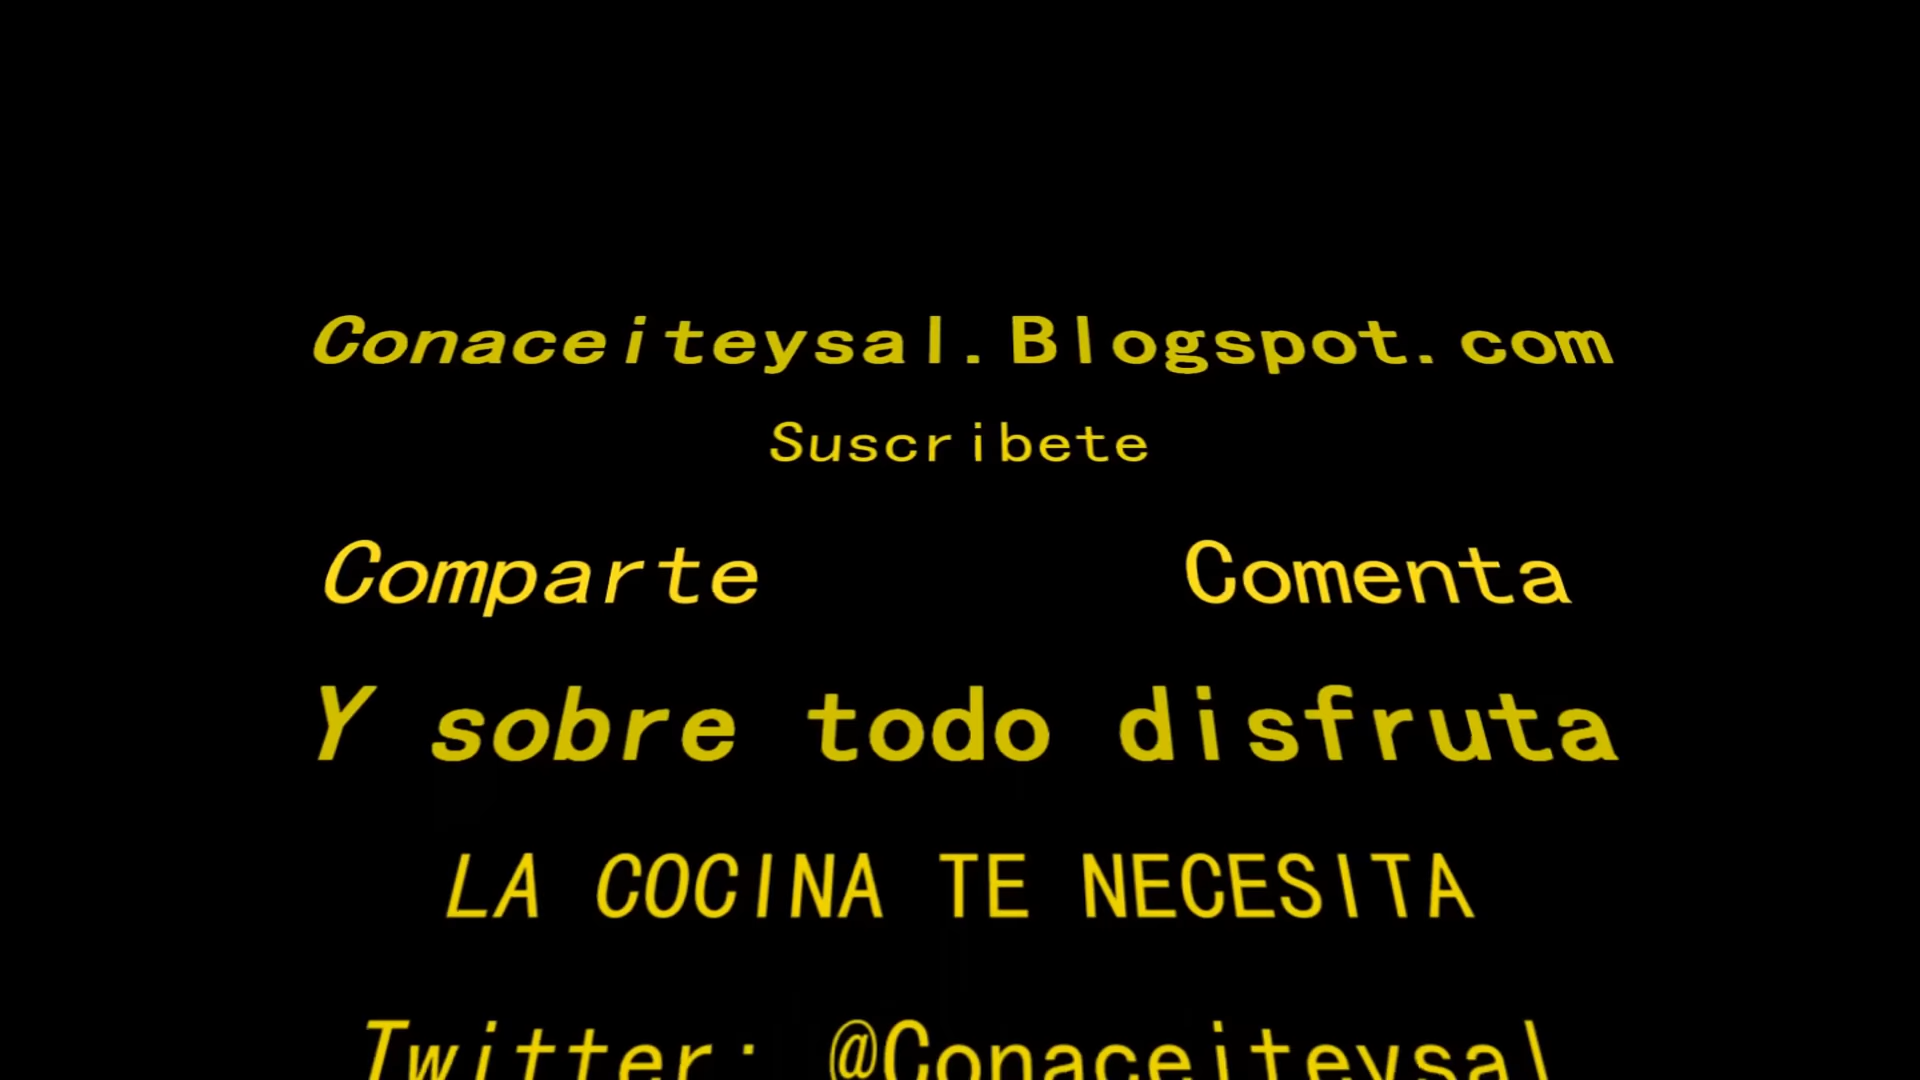 Conaceiteysal.Blogspot.com
Suscribete
Comparte Comenta
Y sobre todo disfruta
LA COCINA TE NECESITA
Twitter: @Conaceiteysal